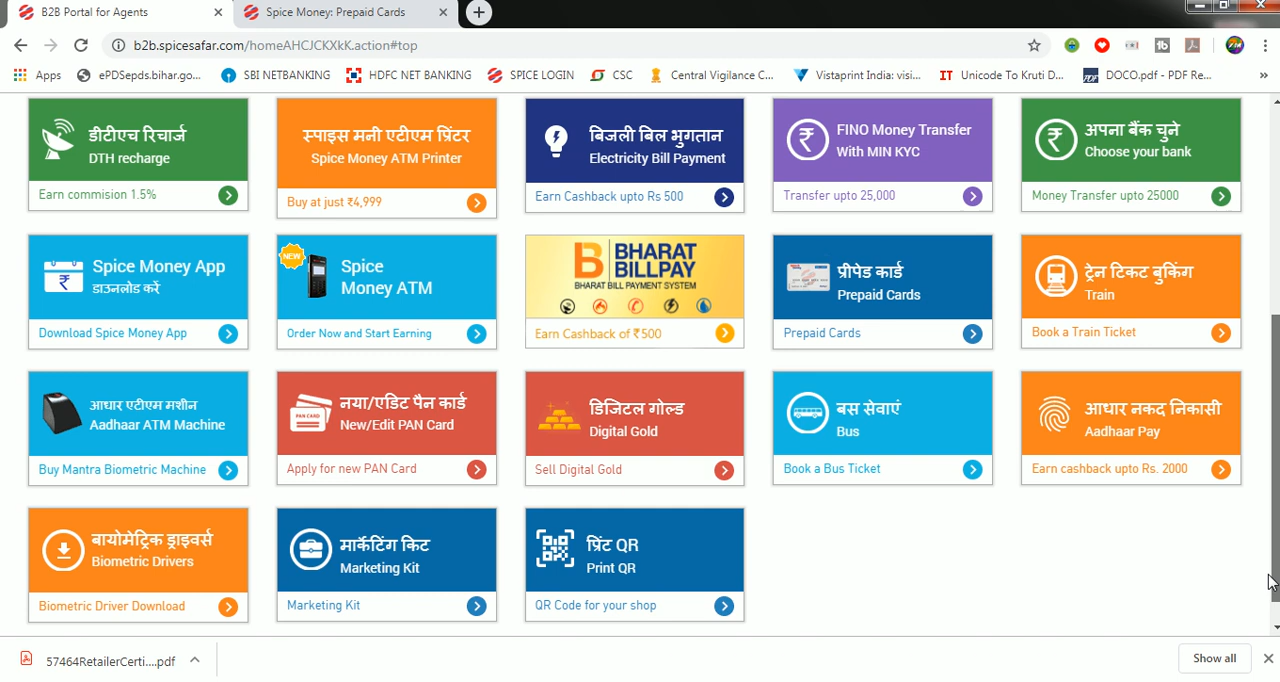 B2B Portal for Agents
Spice Money: Prepaid Cards
b2b.spicesafar.com/homeAHCJCKXkK.action#top
Apps
ePDSepds.bihar.go...
SBI NETBANKING
HDFC NET BANKING
SPICE LOGIN
CSC
Central Vigilance C...
Vistaprint India: visi...
IT Unicode To Kruti D...
DOCO.pdf - PDF Re...
डीटीएच रिचार्ज
DTH recharge
Earn commision 1.5%
स्पाइस मनी एटीएम प्रिंटर
Spice Money ATM Printer
Buy at just ₹4,999
बिजली बिल भुगतान
Electricity Bill Payment
Earn Cashback upto Rs 500
FINO Money Transfer
With MIN KYC
Transfer upto 25,000
अपना बैंक चुने
Choose your bank
Money Transfer upto 25000
Spice Money App
डाउनलोड करें
Download Spice Money App
NEW
Spice
Money ATM
Order Now and Start Earning
B BHARAT
BILLPAY
BHARAT BILL PAYMENT SYSTEM
Earn Cashback of ₹500
प्रीपेड कार्ड
Prepaid Cards
Prepaid Cards
ट्रेन टिकट बुकिंग
Train
Book a Train Ticket
आधार एटीएम मशीन
Aadhaar ATM Machine
Buy Mantra Biometric Machine
PAN CARD
नया/एडिट पैन कार्ड
New/Edit PAN Card
Apply for new PAN Card
डिजिटल गोल्ड
Digital Gold
Sell Digital Gold
बस सेवाएं
Bus
Book a Bus Ticket
आधार नकद निकासी
Aadhaar Pay
Earn cashback upto Rs. 2000
बायोमेट्रिक ड्राइवर्स
Biometric Drivers
Biometric Driver Download
मार्केटिंग किट
Marketing Kit
Marketing Kit
प्रिंट QR
Print QR
QR Code for your shop
57464RetailerCerti....pdf
Show all